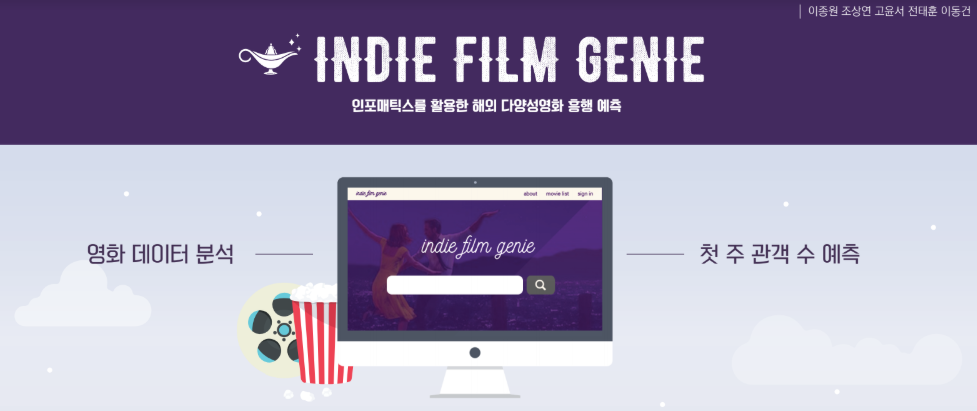 이종원 조상연 고윤서 전태훈 이동건
INDIE FILM GENIE
인포매틱스를 활용한 해외 다양성영화 흥행 예측
indie film genie
about movie list sign in
영화 데이터 분석
indie film genie
첫 주 관객 수 예측